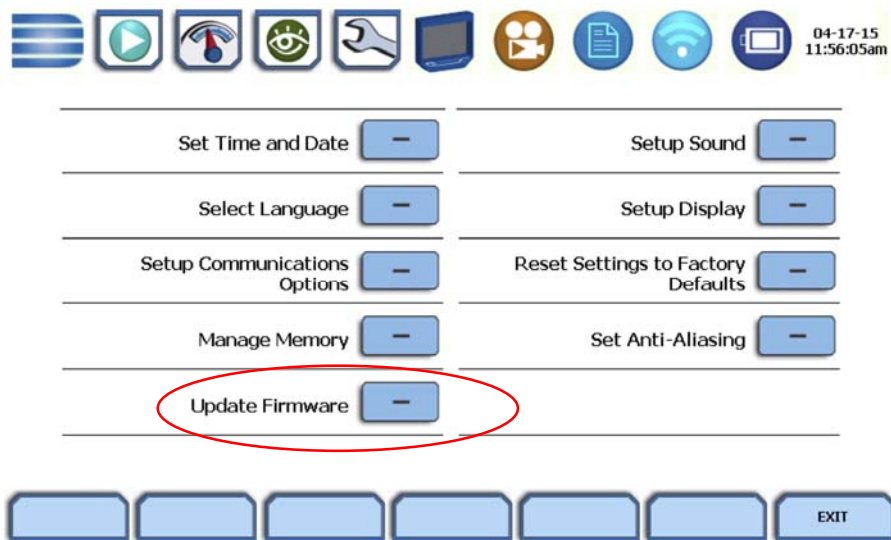 04-17-15
11:56:05am
Set Time and Date
Setup Sound
Select Language
Setup Display
Setup Communications
Options
Reset Settings to Factory
Defaults
Manage Memory
Set Anti-Aliasing
Update Firmware
EXIT